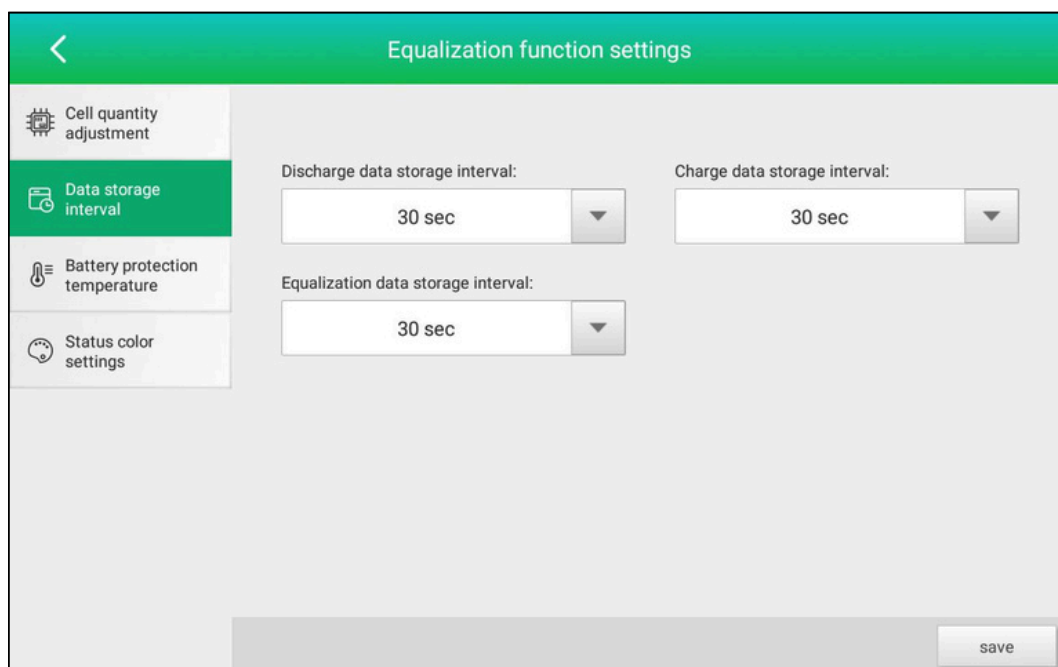 Equalization function settings
Cell quantity
adjustment
Data storage
interval
Battery protection
temperature
Status color
settings
Discharge data storage interval:
Charge data storage interval:
30 sec
30 sec
Equalization data storage interval:
30 sec
save